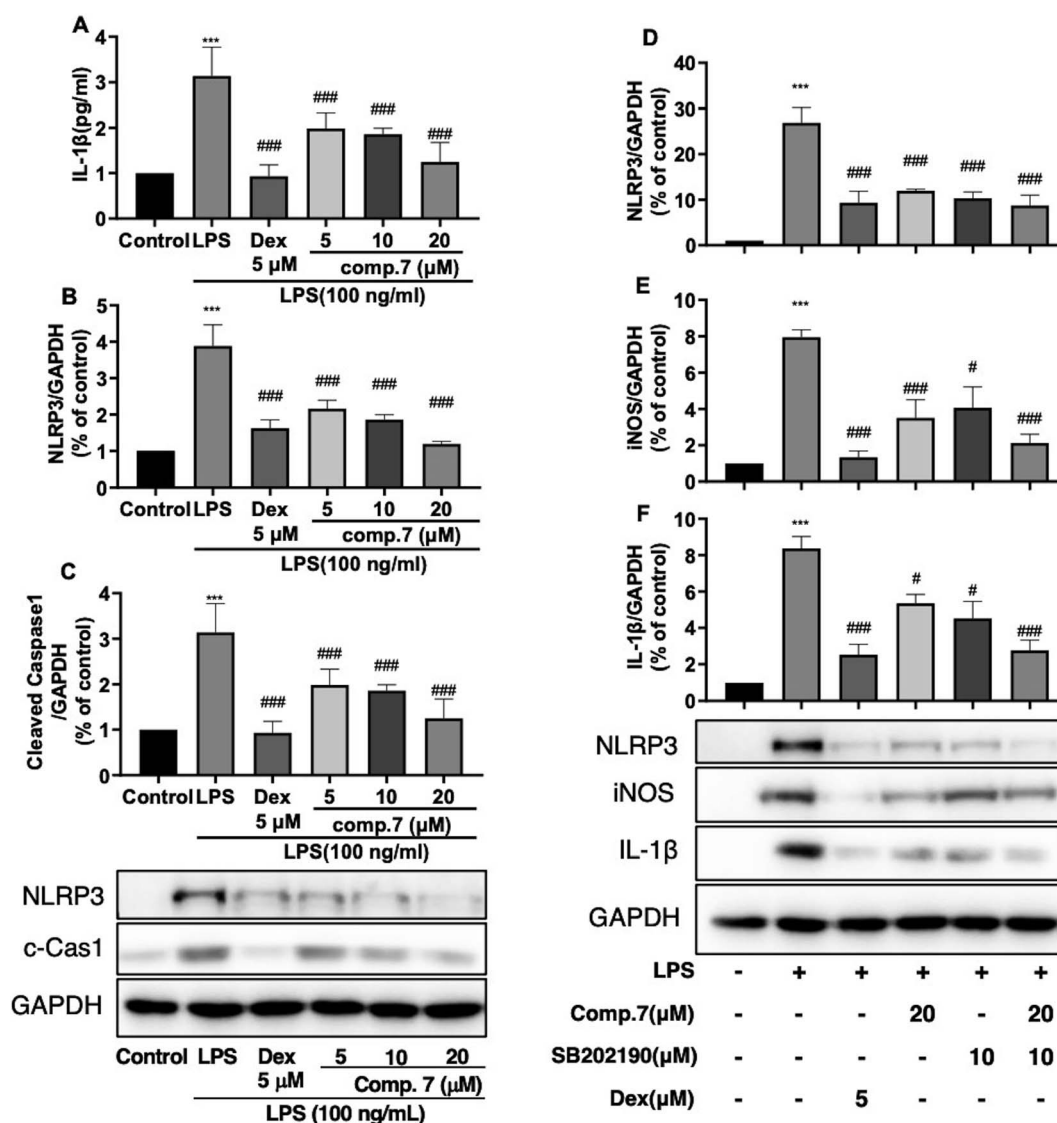 A
IL-1β(pg/ml)
4
3
2
1
0
***
###
###
###
###
Control LPS Dex 5 10 20
5 μM comp.7 (μM)
LPS(100 ng/ml)
B
NLRP3/GAPDH
(% of control)
5
4
3
2
1
0
***
###
###
###
###
Control LPS Dex 5 10 20
5 μM comp.7 (μM)
LPS(100 ng/ml)
C
Cleaved Caspase1
/GAPDH
(% of control)
4
3
2
1
0
***
###
###
###
###
Control LPS Dex 5 10 20
5 μM comp.7 (μM)
LPS(100 ng/ml)
NLRP3
c-Cas1
GAPDH
Control LPS Dex 5 10 20
5 μM Comp. 7 (μM)
LPS (100 ng/mL)
D
NLRP3/GAPDH
(% of control)
40
30
20
10
0
***
###
###
###
###
E
iNOS/GAPDH
(% of control)
10
8
6
4
2
0
***
###
###
#
###
F
IL-1β/GAPDH
(% of control)
10
8
6
4
2
0
***
###
#
#
###
NLRP3
iNOS
IL-1β
GAPDH
LPS - + + + + +
Comp.7(μM) - - - 20 - 20
SB202190(μM) - - - - 10 10
Dex(μM) - - 5 - - -